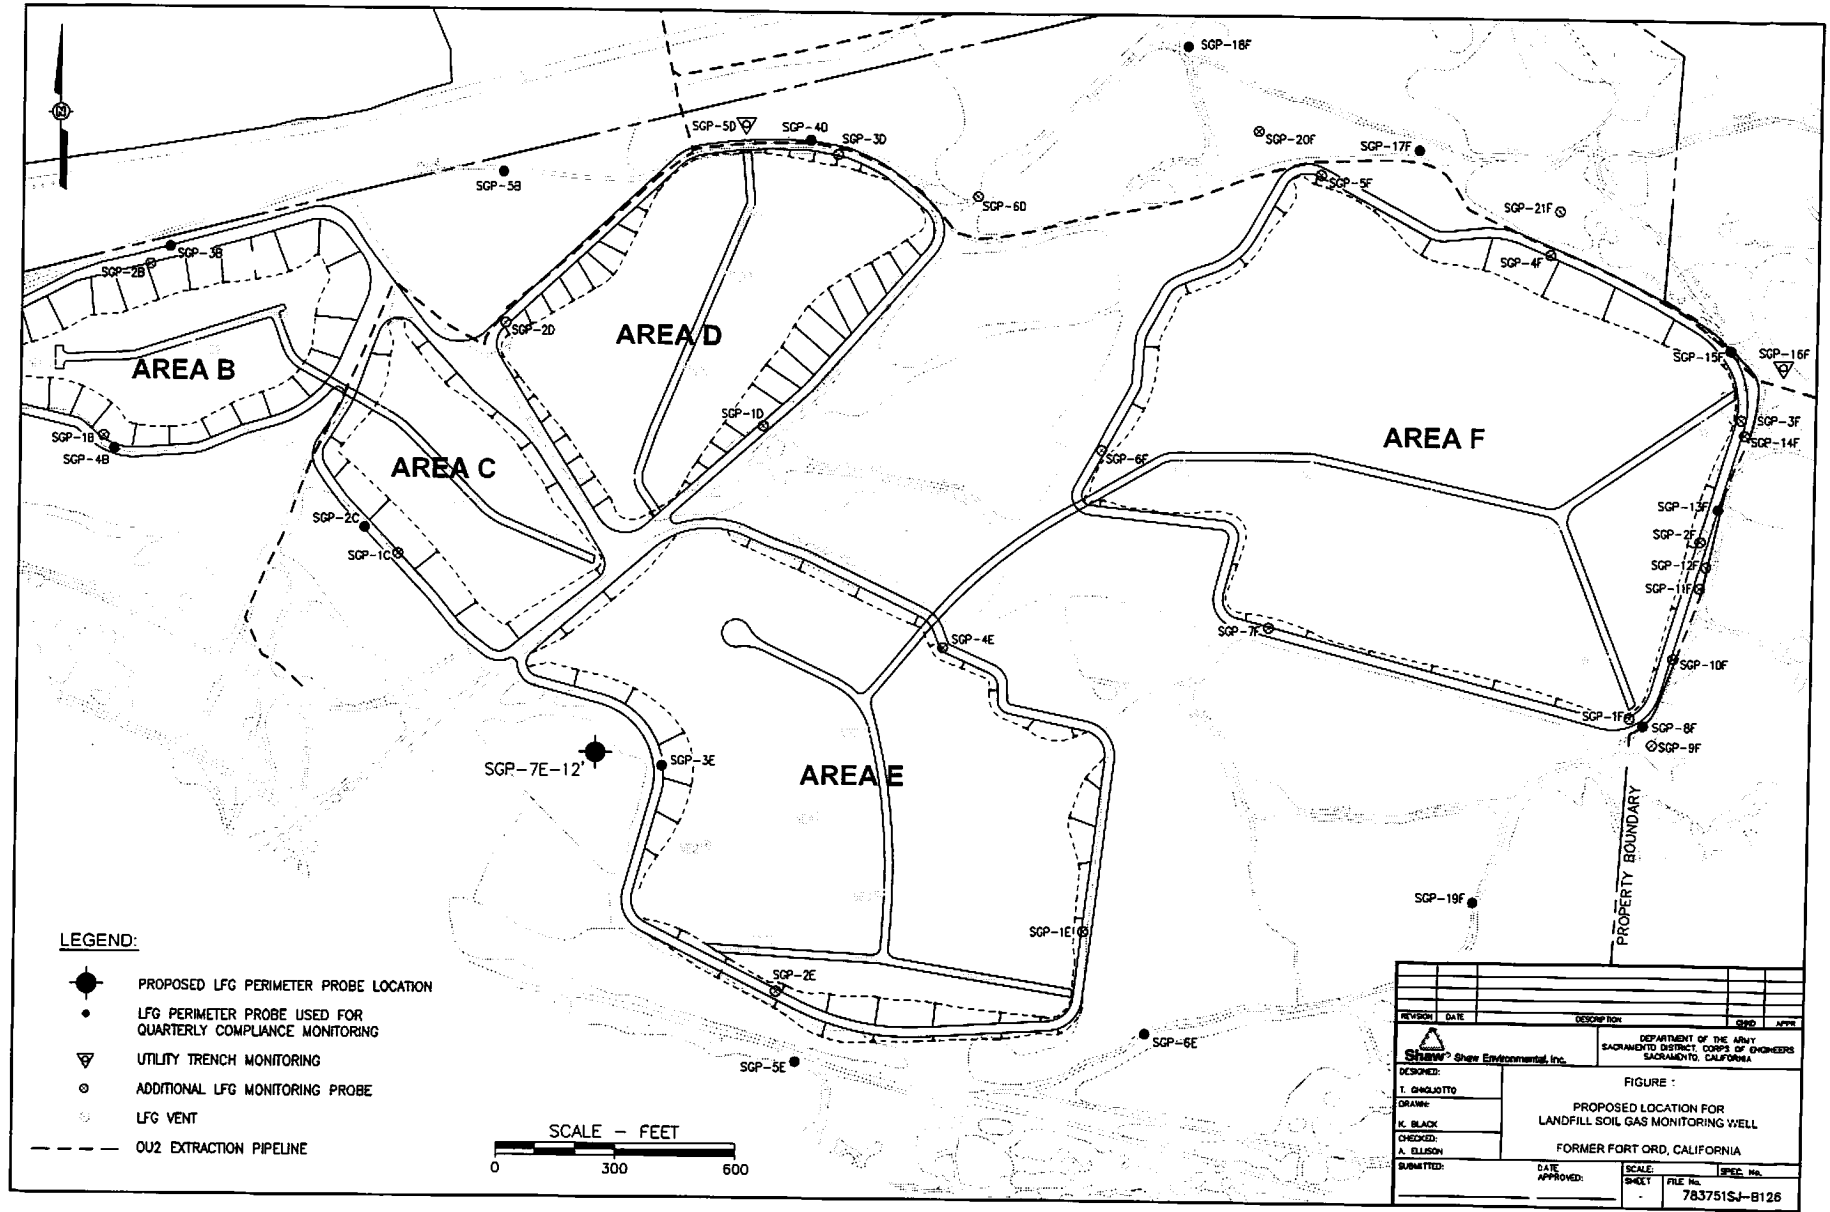 SGP-18F
SGP-5D
SGP-4D
SGP-3D
SGP-20F
SGP-17F
SGP-5B
SGP-5F
SGP-6D
SGP-21F
SGP-3B
SGP-2B
SGP-4F
SGP-2D
AREA D
SGP-15F
SGP-16F
AREA B
SGP-1D
SGP-3F
SGP-1B
SGP-14F
AREA F
SGP-4B
SGP-6F
AREA C
SGP-2C
SGP-13F
SGP-2F
SGP-1C
SGP-12F
SGP-11F
SGP-7F
SGP-4E
SGP-10F
SGP-1F
SGP-8F
SGP-9F
SGP-7E-12'
SGP-3E
AREA E
PROPERTY BOUNDARY
SGP-19F
SGP-1E
SGP-2E
SGP-6E
SGP-5E
LEGEND:
PROPOSED LFG PERIMETER PROBE LOCATION
LFG PERIMETER PROBE USED FOR
QUARTERLY COMPLIANCE MONITORING
UTILITY TRENCH MONITORING
ADDITIONAL LFG MONITORING PROBE
LFG VENT
OU2 EXTRACTION PIPELINE
SCALE - FEET
0 300 600
REVISION DATE DESCRIPTION CHKD APPR
Shaw Shaw Environmental, Inc.
DEPARTMENT OF THE ARMY
SACRAMENTO DISTRICT, CORPS OF ENGINEERS
SACRAMENTO, CALIFORNIA
DESIGNED:
T. GHIGLIOTTO
DRAWN:
K. BLACK
CHECKED:
A. ELLISON
FIGURE :
PROPOSED LOCATION FOR
LANDFILL SOIL GAS MONITORING WELL
FORMER FORT ORD, CALIFORNIA
SUBMITTED:
DATE
APPROVED:
SCALE:
SPEC. No.
SHEET
-
FILE No.
783751SJ-B126